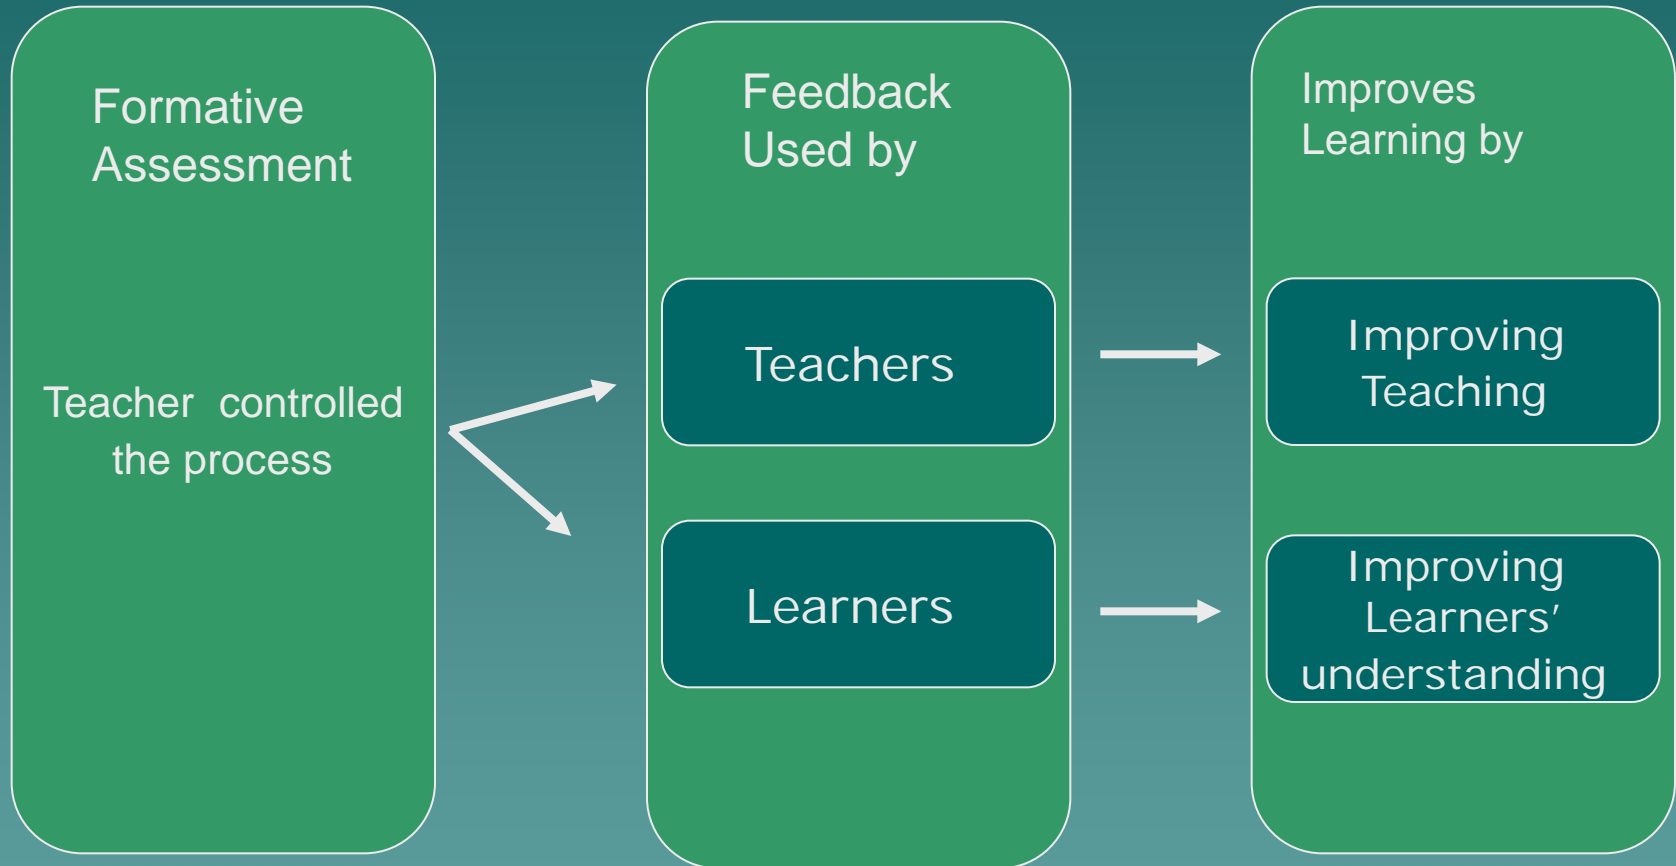 Formative
Assessment
Teacher controlled
the process
Feedback
Used by
Teachers
Learners
Improves
Learning by
Improving
Teaching
Improving
Learners’
understanding